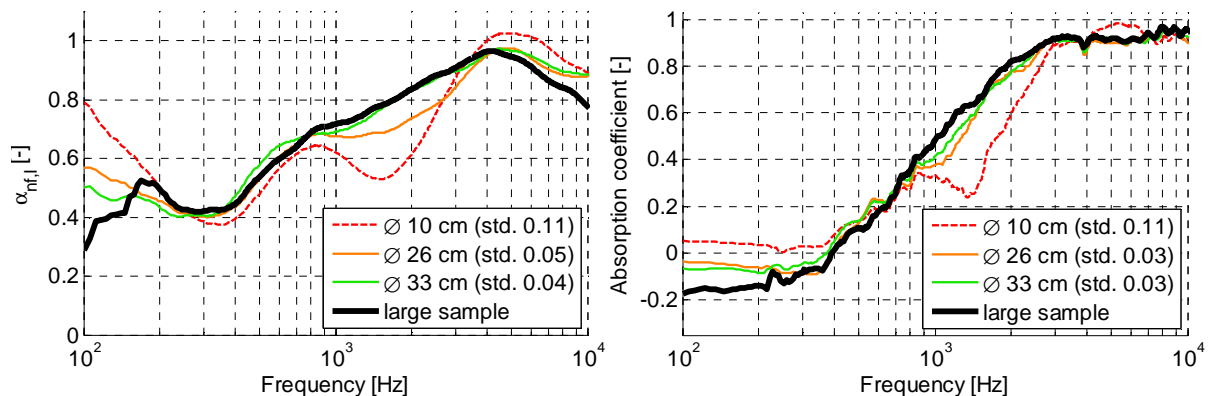 1
0.8
0.6
0.4
0.2
0
α_nf,I [-]
10^2
10^3
10^4
Frequency [Hz]
∅ 10 cm (std. 0.11)
∅ 26 cm (std. 0.05)
∅ 33 cm (std. 0.04)
large sample
1
0.8
0.6
0.4
0.2
0
-0.2
Absorption coefficient [-]
10^2
10^3
10^4
Frequency [Hz]
∅ 10 cm (std. 0.11)
∅ 26 cm (std. 0.03)
∅ 33 cm (std. 0.03)
large sample